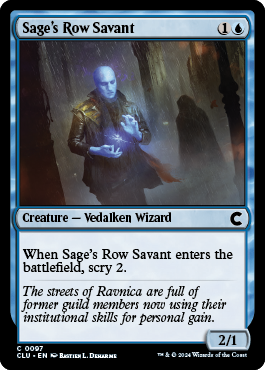 Sage's Row Savant 1
Creature — Vedalken Wizard C
When Sage's Row Savant enters the
battlefield, scry 2.
The streets of Ravnica are full of
former guild members now using their
institutional skills for personal gain.
2/1
C 0097
CLU • EN Bastien L. Deharme
™ & © 2024 Wizards of the Coast